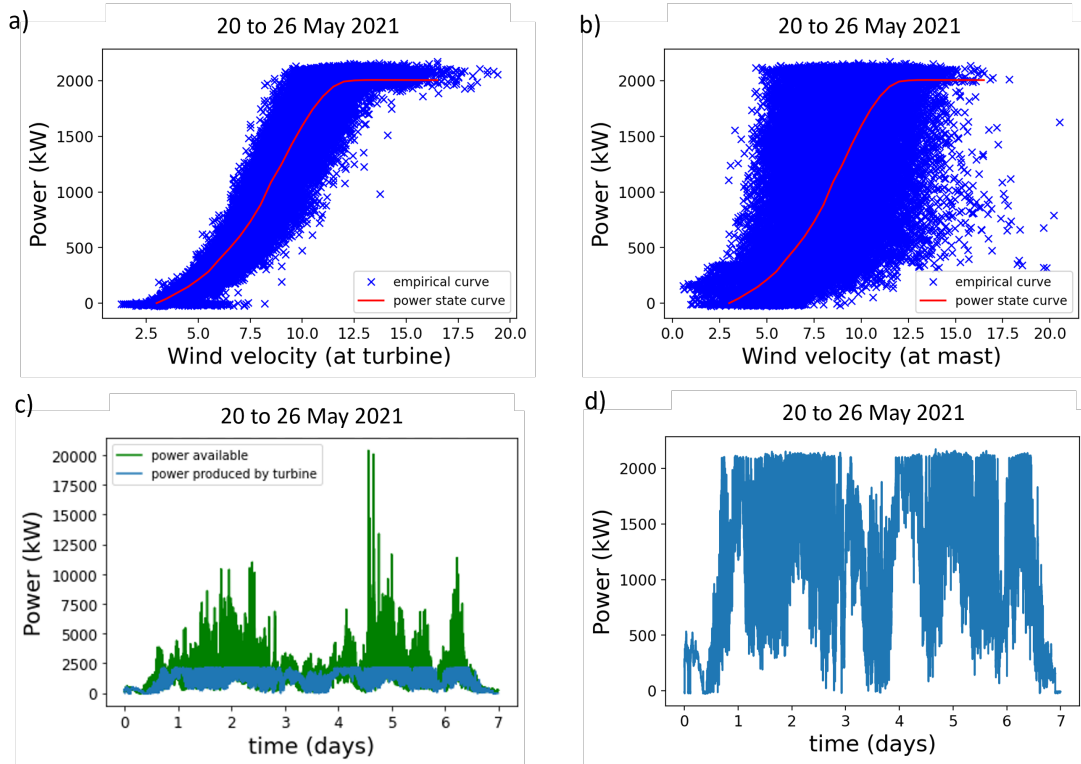 a)
20 to 26 May 2021
Power (kW)
2000
1500
1000
500
0
empirical curve
power state curve
2.5 5.0 7.5 10.0 12.5 15.0 17.5 20.0
Wind velocity (at turbine)
b)
20 to 26 May 2021
Power (kW)
2000
1500
1000
500
0
empirical curve
power state curve
0.0 2.5 5.0 7.5 10.0 12.5 15.0 17.5 20.0
Wind velocity (at mast)
c)
20 to 26 May 2021
Power (kW)
20000
17500
15000
12500
10000
7500
5000
2500
0
power available
power produced by turbine
0 1 2 3 4 5 6 7
time (days)
d)
20 to 26 May 2021
Power (kW)
2000
1500
1000
500
0
0 1 2 3 4 5 6 7
time (days)